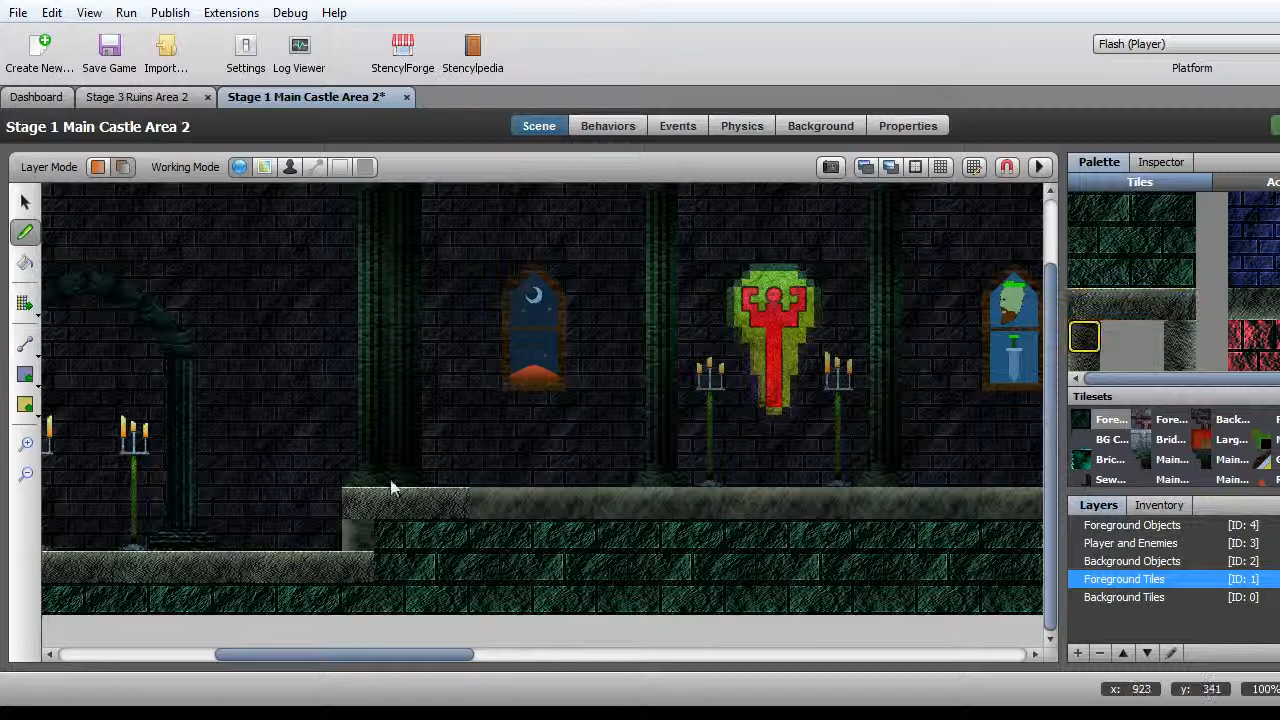 File Edit View Run Publish Extensions Debug Help
Create New... Save Game Import... Settings Log Viewer StencylForge Stencylpedia
Flash (Player)
Platform
Dashboard Stage 3 Ruins Area 2 × Stage 1 Main Castle Area 2* ×
Stage 1 Main Castle Area 2
Scene Behaviors Events Physics Background Properties
Layer Mode Working Mode
Palette Inspector
Tiles Ac
Tilesets
Fore... Fore... Back...
BG C... Brid... Larg...
Bric... Main... Main...
Sew... Main... Main...
Layers Inventory
Foreground Objects [ID: 4]
Player and Enemies [ID: 3]
Background Objects [ID: 2]
Foreground Tiles [ID: 1]
Background Tiles [ID: 0]
x: 923 y: 341 100%